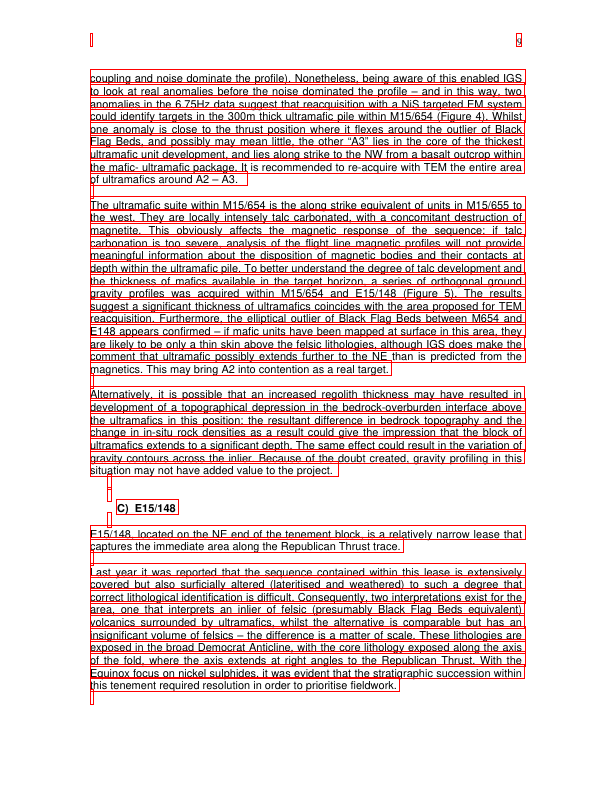 9
coupling and noise dominate the profile). Nonetheless, being aware of this enabled IGS
to look at real anomalies before the noise dominated the profile – and in this way, two
anomalies in the 6.75Hz data suggest that reacquisition with a NiS targeted EM system
could identify targets in the 300m thick ultramafic pile within M15/654 (Figure 4). Whilst
one anomaly is close to the thrust position where it flexes around the outlier of Black
Flag Beds, and possibly may mean little, the other “A3” lies in the core of the thickest
ultramafic unit development, and lies along strike to the NW from a basalt outcrop within
the mafic- ultramafic package. It is recommended to re-acquire with TEM the entire area
of ultramafics around A2 – A3.
The ultramafic suite within M15/654 is the along strike equivalent of units in M15/655 to
the west. They are locally intensely talc carbonated, with a concomitant destruction of
magnetite. This obviously affects the magnetic response of the sequence; if talc
carbonation is too severe, analysis of the flight line magnetic profiles will not provide
meaningful information about the disposition of magnetic bodies and their contacts at
depth within the ultramafic pile. To better understand the degree of talc development and
the thickness of mafics available in the target horizon, a series of orthogonal ground
gravity profiles was acquired within M15/654 and E15/148 (Figure 5). The results
suggest a significant thickness of ultramafics coincides with the area proposed for TEM
reacquisition. Furthermore, the elliptical outlier of Black Flag Beds between M654 and
E148 appears confirmed – if mafic units have been mapped at surface in this area, they
are likely to be only a thin skin above the felsic lithologies, although IGS does make the
comment that ultramafic possibly extends further to the NE than is predicted from the
magnetics. This may bring A2 into contention as a real target.
Alternatively, it is possible that an increased regolith thickness may have resulted in
development of a topographical depression in the bedrock-overburden interface above
the ultramafics in this position: the resultant difference in bedrock topography and the
change in in-situ rock densities as a result could give the impression that the block of
ultramafics extends to a significant depth. The same effect could result in the variation of
gravity contours across the inlier. Because of the doubt created, gravity profiling in this
situation may not have added value to the project.
C) E15/148
E15/148, located on the NE end of the tenement block, is a relatively narrow lease that
captures the immediate area along the Republican Thrust trace.
Last year it was reported that the sequence contained within this lease is extensively
covered but also surficially altered (lateritised and weathered) to such a degree that
correct lithological identification is difficult. Consequently, two interpretations exist for the
area, one that interprets an inlier of felsic (presumably Black Flag Beds equivalent)
volcanics surrounded by ultramafics, whilst the alternative is comparable but has an
insignificant volume of felsics – the difference is a matter of scale. These lithologies are
exposed in the broad Democrat Anticline, with the core lithology exposed along the axis
of the fold, where the axis extends at right angles to the Republican Thrust. With the
Equinox focus on nickel sulphides, it was evident that the stratigraphic succession within
this tenement required resolution in order to prioritise fieldwork.